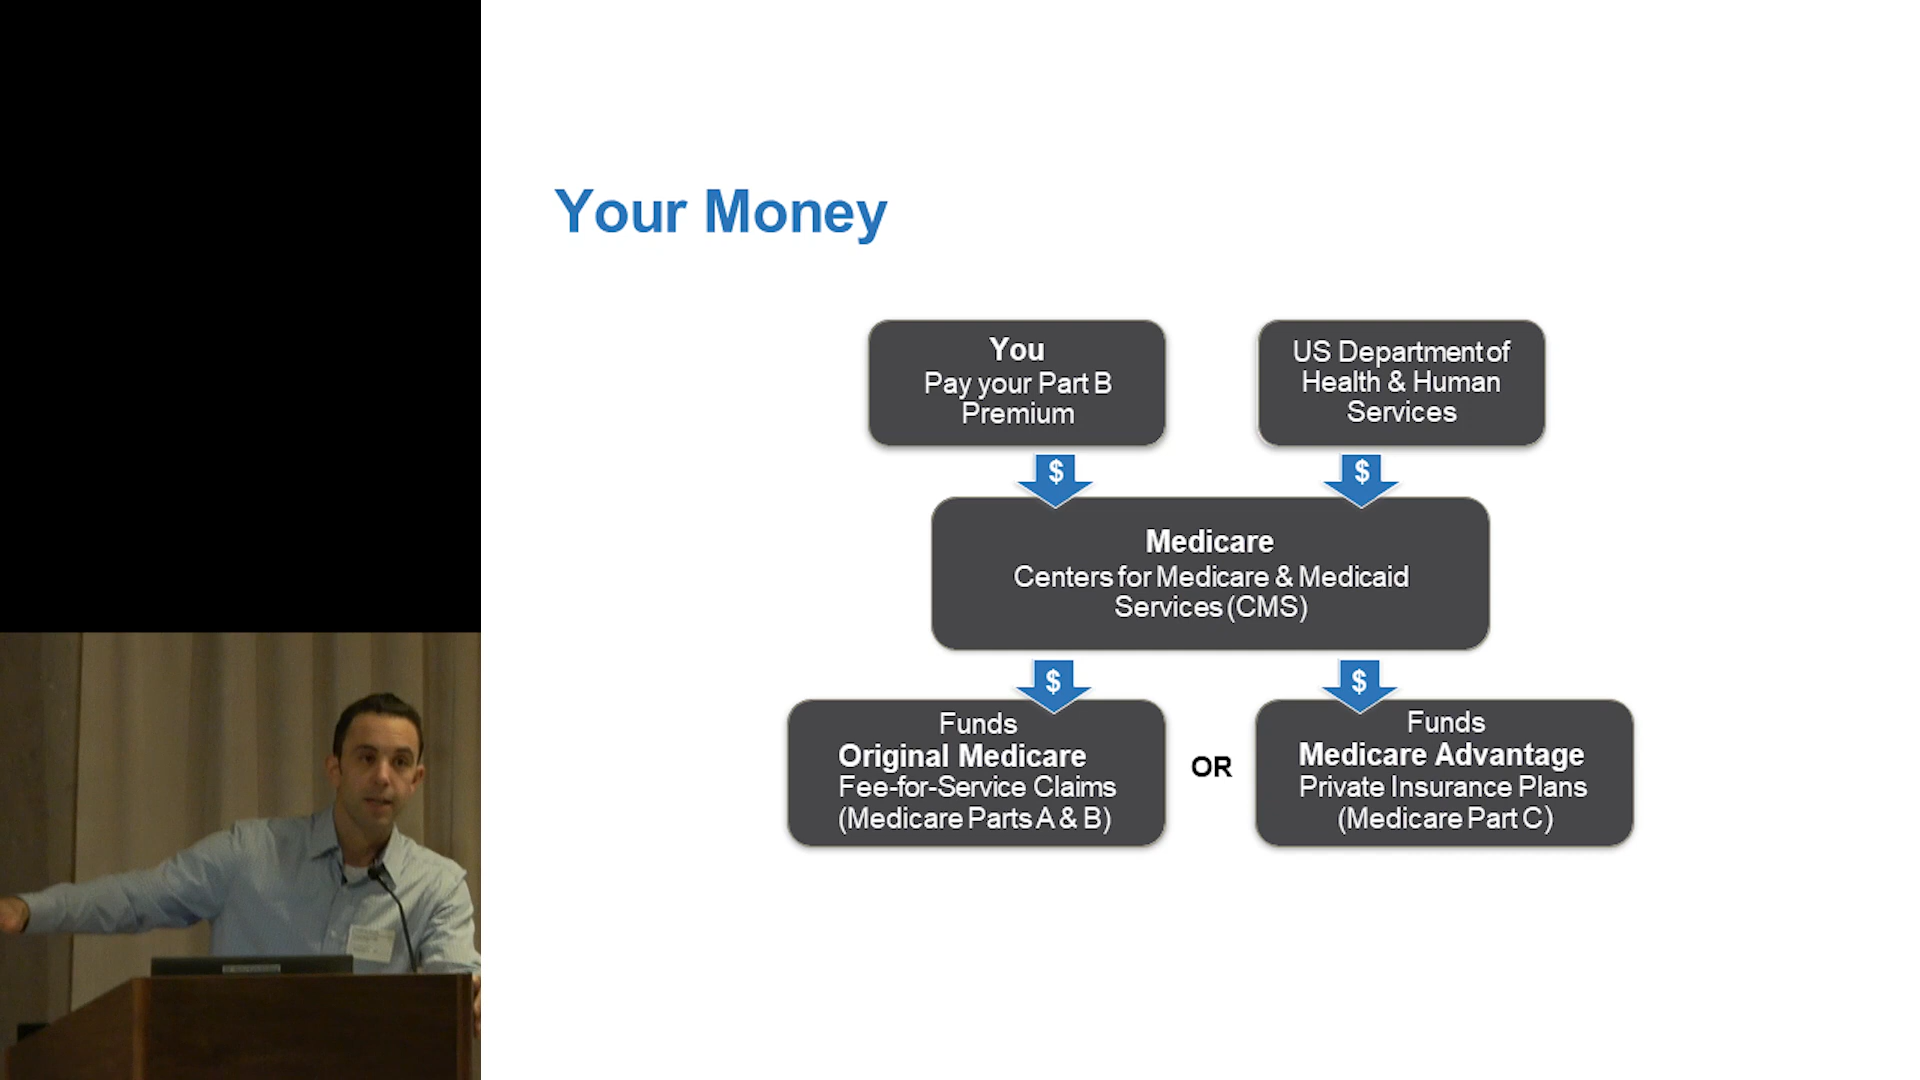 Your Money
You
Pay your Part B
Premium
US Department of
Health & Human
Services
$
$
Medicare
Centers for Medicare & Medicaid
Services (CMS)
$
$
Funds
Original Medicare
Fee-for-Service Claims
(Medicare Parts A & B)
OR
Funds
Medicare Advantage
Private Insurance Plans
(Medicare Part C)